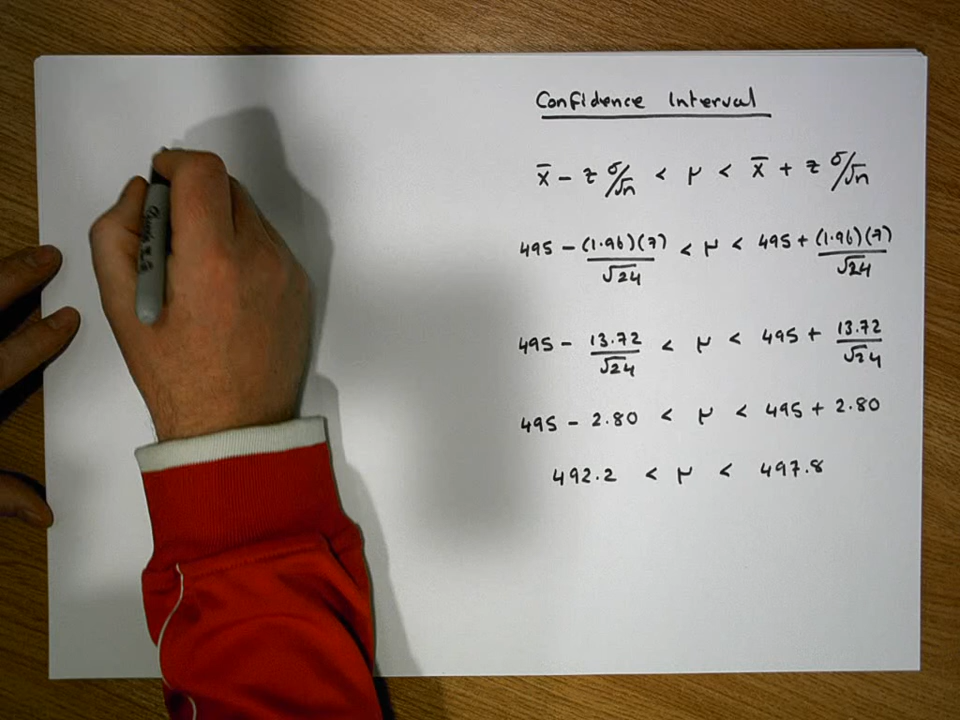 Confidence Interval
x̄ - z σ/√n < μ < x̄ + z σ/√n
495 - (1.96)(7)/√24 < μ < 495 + (1.96)(7)/√24
495 - 13.72/√24 < μ < 495 + 13.72/√24
495 - 2.80 < μ < 495 + 2.80
492.2 < μ < 497.8